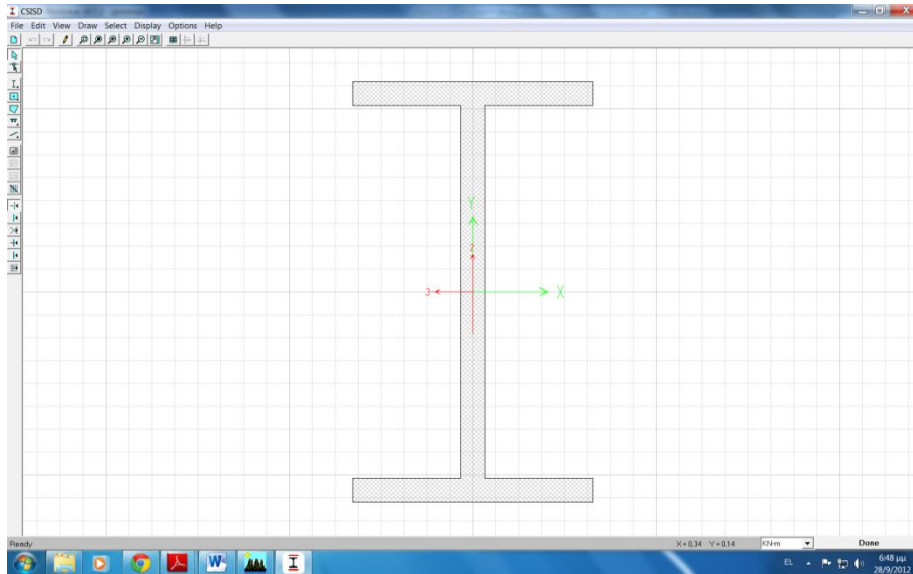 CSISD
File Edit View Draw Select Display Options Help
Y
2
3
X
Ready
X=0.34 Y=0.14
KN-m
Done
EL
6:48 μμ
28/9/2012